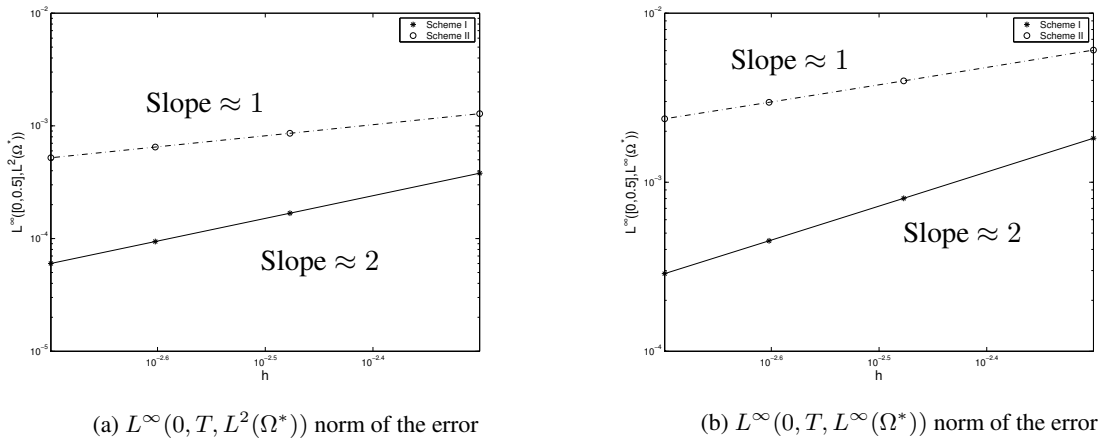 10^-2
Scheme I
Scheme II
Slope ≈ 1
10^-3
L^∞([0,0.5],L^2(Ω^*))
10^-4
Slope ≈ 2
10^-5
10^-2.6
10^-2.5
10^-2.4
h
(a) L^∞(0, T, L^2(Ω^*)) norm of the error
10^-2
Scheme I
Scheme II
Slope ≈ 1
L^∞([0,0.5],L^∞(Ω^*))
10^-3
Slope ≈ 2
10^-4
10^-2.6
10^-2.5
10^-2.4
h
(b) L^∞(0, T, L^∞(Ω^*)) norm of the error